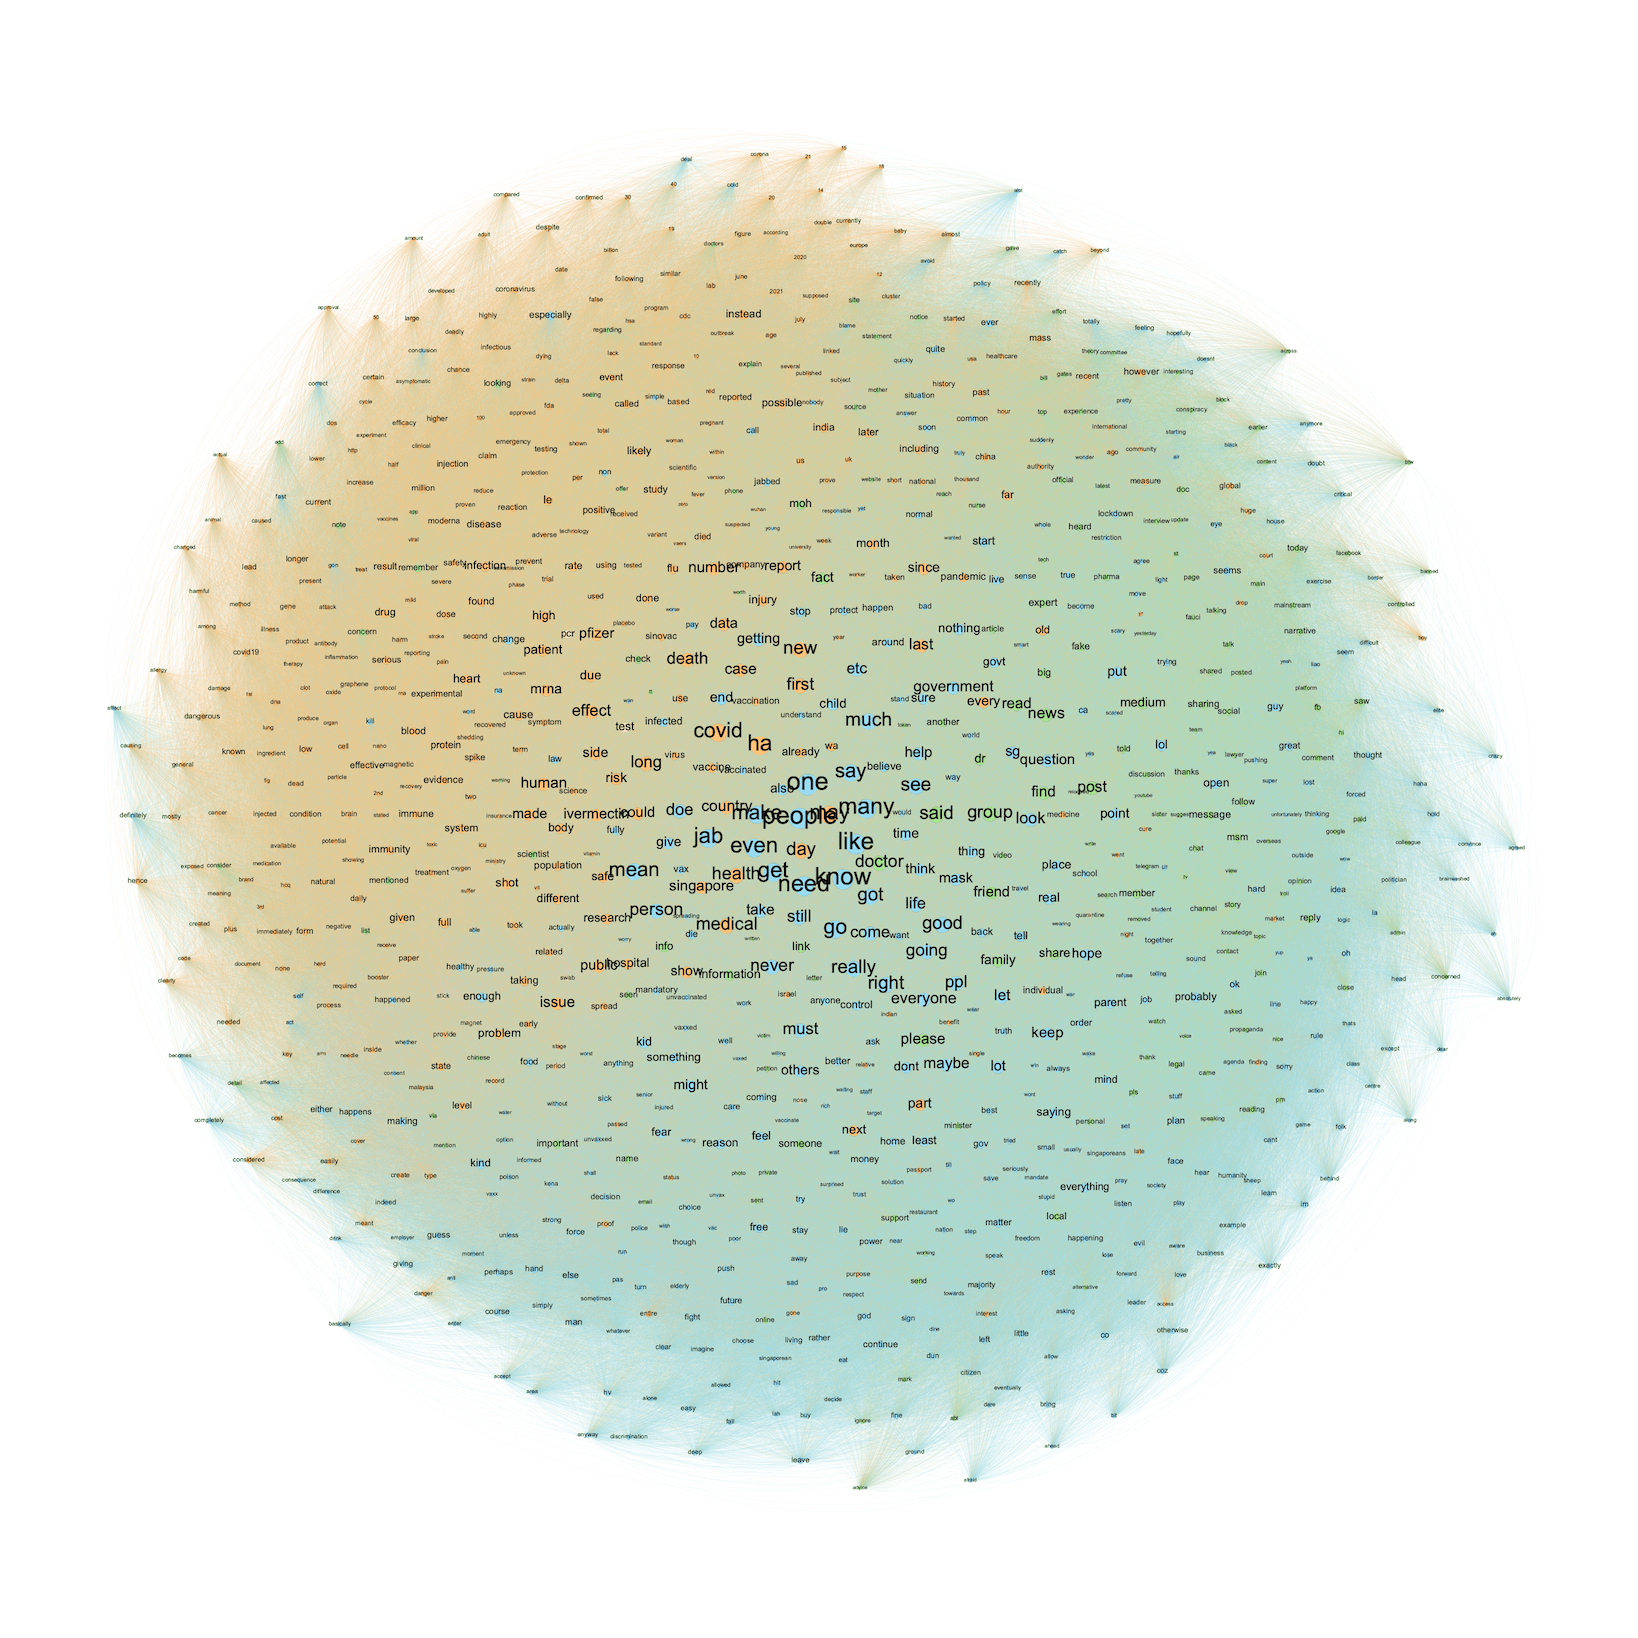 15
corona
21
deal
18
40
cold
14
abt
compared
confirmed
30
20
double
currently
despite
19
figure
according
baby
almost
amount
adult
doctors
europe
gave
catch
beyond
billion
2020
avoid
date
following
similar
june
12
policy
recently
developed
coronavirus
lab
2021
supposed
site
cluster
approval
false
program
effort
50
large
highly
especially
hsa
cdc
instead
july
blame
notice
started
ever
totally
feeling
deadly
regarding
outbreak
age
statement
mass
hopefully
conclusion
infectious
standard
explain
linked
quite
theory
committee
doesnt
across
certain
chance
dying
lack
10
several
quickly
usa
healthcare
correct
asymptomatic
looking
strain
delta
event
response
published
subject
bill
gates
recent
however
interesting
cycle
seeing
simple
red
mother
history
pretty
block
dos
efficacy
higher
100
approved
fda
called
based
reported
possible
nobody
source
situation
past
top
experience
conspiracy
experiment
total
pregnant
answer
common
hour
international
earlier
anymore
add
http
clinical
emergency
shown
call
india
later
soon
suddenly
starting
actual
lower
half
claim
testing
likely
woman
including
truly
china
authority
wonder
ago
community
black
doubt
injection
within
us
uk
air
content
increase
protection
per
non
scientific
jabbed
prove
website
short
national
thousand
official
latest
measure
doc
global
critical
fast
current
million
reduce
le
offer
study
fever
phone
version
reach
far
huge
proven
reaction
positive
received
zero
moh
responsible
yet
normal
nurse
lockdown
house
animal
caused
note
vaccines
app
moderna
disease
technology
wuhan
whole
heard
interview
update
eye
viral
adverse
variant
died
suspected
young
week
month
wanted
start
restriction
court
today
changed
longer
vaers
university
agree
facebook
lead
gon
treat
result
remember
safety
infection
prevent
rate
using
tested
flu
number
company
report
since
tech
seems
banned
present
severe
phase
trial
fact
worker
taken
pandemic
live
sense
true
pharma
light
page
main
exercise
border
harmful
gene
attack
mild
used
placebo
done
worth
injury
move
method
drug
dose
found
worse
stop
protect
happen
bad
expert
become
drop
mainstream
controlled
among
illness
concern
stroke
second
high
pay
data
year
nothing
article
old
scary
yesterday
fauci
talking
narrative
key
product
antibody
harm
change
pcr
pfizer
sinovac
getting
around
last
smart
fake
talk
difficult
covid19
inflammation
reporting
patient
check
death
new
govt
trying
seem
allergy
therapy
serious
pain
case
etc
big
shared
posted
yeah
liao
graphene
heart
unknown
due
first
put
damage
oxide
protocol
experimental
na
mrna
use
end
vaccination
child
stand
sure
government
every
read
medium
sharing
platform
dangerous
clot
produce
word
cause
effect
infected
understand
much
another
news
ca
scared
social
guy
fb
saw
elite
affect
organ
kill
recovered
symptom
test
covid
token
world
team
hi
causing
lung
blood
shedding
law
ha
already
wa
help
sg
told
lol
lawyer
pushing
great
thought
crazy
known
ingredient
low
cell
nano
protein
term
side
virus
believe
dr
question
yes
general
effective
magnetic
spike
science
long
vaccine
vaccinated
say
way
discussion
thanks
comment
dead
particle
recovery
evidence
human
risk
also
one
see
find
post
open
super
lost
haha
forced
definitely
mostly
cancer
injected
condition
brain
stated
immune
insurance
made
ivermectin
could
doe
country
make
people
may
many
would
said
group
look
medicine
point
sister
message
follow
unfortunately
thinking
paid
hold
hence
available
potential
system
body
fully
jab
time
cure
google
illness
immunity
toxic
scientist
give
even
day
like
thing
video
write
msm
overseas
colleague
convince
agreed
exposed
consider
medication
showing
oxygen
ministry
population
vax
get
doctor
think
place
went
telegram
chat
outside
wow
brand
hcq
natural
mentioned
treatment
suffer
shot
safe
mean
health
know
mask
school
politician
brainwashed
meaning
3rd
different
singapore
need
got
friend
travel
real
search
member
hard
opinion
idea
created
given
full
took
person
take
life
student
channel
story
logic
la
plus
immediately
form
negative
list
able
actually
research
spreading
still
good
quarantine
removed
market
reply
admin
receive
related
worry
medical
die
go
come
want
back
tell
night
together
knowledge
topic
code
document
none
herd
paper
healthy
pressure
public
hospital
info
link
going
family
share
hope
sound
contact
view
oh
clearly
required
booster
taking
swab
show
information
never
really
refuse
telling
join
head
concerned
self
happened
stick
enough
issue
seen
mandatory
letter
right
ppl
ok
close
absolutely
process
spread
unvaccinated
work
israel
anyone
control
everyone
let
individual
parent
job
probably
line
happy
needed
act
magnet
early
indian
wear
asked
thats
whether
provide
problem
vaxxed
victim
must
benefit
truth
keep
order
watch
propaganda
rule
becomes
inside
kid
well
ask
please
nice
except
dear
arm
needle
chinese
stage
worst
something
willing
single
thank
agenda
finding
state
food
period
anything
petition
better
relative
dont
maybe
lot
win
always
legal
sorry
class
detail
affected
consent
record
might
others
mind
came
centre
malaysia
sick
senior
care
coming
nose
waiting
staff
want
pls
stuff
action
completely
cost
either
happens
via
level
water
without
injured
rich
target
part
best
saying
reading
along
making
passed
vaccinate
minister
personal
set
plan
speaking
game
folk
cover
mention
option
important
unvaxxed
fear
wrong
reason
feel
someone
next
home
least
gov
tried
small
usually
singaporeans
late
cant
considered
easily
kind
informed
name
wait
money
till
seriously
face
hear
humanity
behind
consequence
create
type
poison
shall
status
photo
private
passport
save
mandate
pray
society
sheep
difference
vaxx
kena
surprised
solution
everything
learn
indeed
decision
email
unvax
sent
try
trust
wo
stupid
listen
play
im
meant
strong
choice
restaurant
local
drink
employer
guess
unless
proof
force
police
wish
vac
free
stay
lie
support
nation
step
matter
example
though
poor
power
near
freedom
happening
evil
aware
moment
run
away
working
speak
lose
business
giving
perhaps
hand
else
pas
push
purpose
rest
forward
love
exactly
danger
simply
sometimes
turn
elderly
sad
pro
respect
send
majority
alternative
enter
course
entire
future
gone
towards
interest
leader
access
basically
man
fight
online
god
sign
asking
whatever
choose
living
rather
dine
left
little
co
otherwise
clear
imagine
continue
singaporean
eat
dun
allow
coz
accept
allowed
hit
mark
citizen
area
hiv
alone
decide
eventually
easy
lah
buy
dare
bring
fall
ignore
fine
anyway
discrimination
ahead
deep
leave
ground
afraid
advice